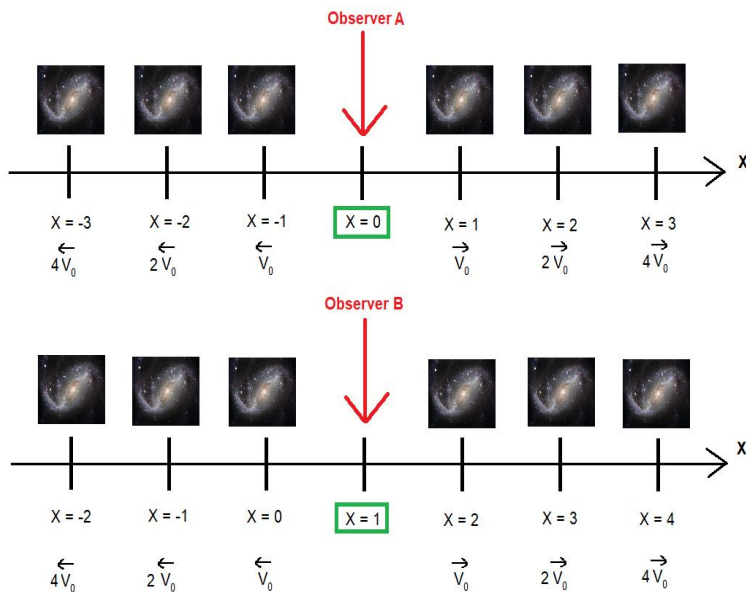 Observer A
X
X = -3 X = -2 X = -1 X = 0 X = 1 X = 2 X = 3
4 V₀ 2 V₀ V₀ V₀ 2 V₀ 4 V₀
Observer B
X
X = -2 X = -1 X = 0 X = 1 X = 2 X = 3 X = 4
4 V₀ 2 V₀ V₀ V₀ 2 V₀ 4 V₀